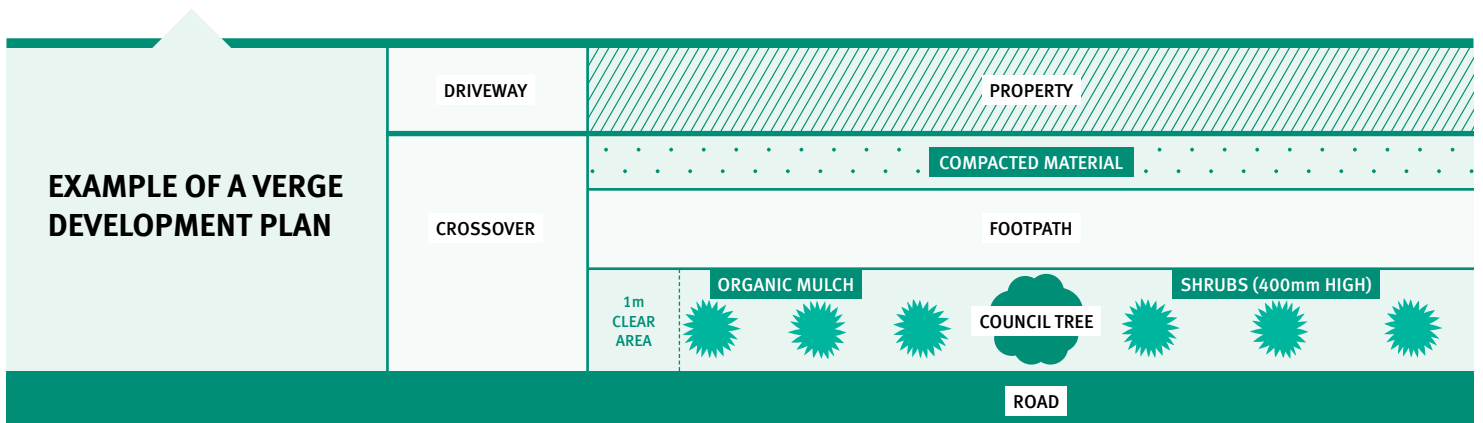 EXAMPLE OF A VERGE
DEVELOPMENT PLAN
DRIVEWAY
PROPERTY
COMPACTED MATERIAL
CROSSOVER
FOOTPATH
1m
CLEAR
AREA
ORGANIC MULCH
COUNCIL TREE
SHRUBS (400mm HIGH)
ROAD